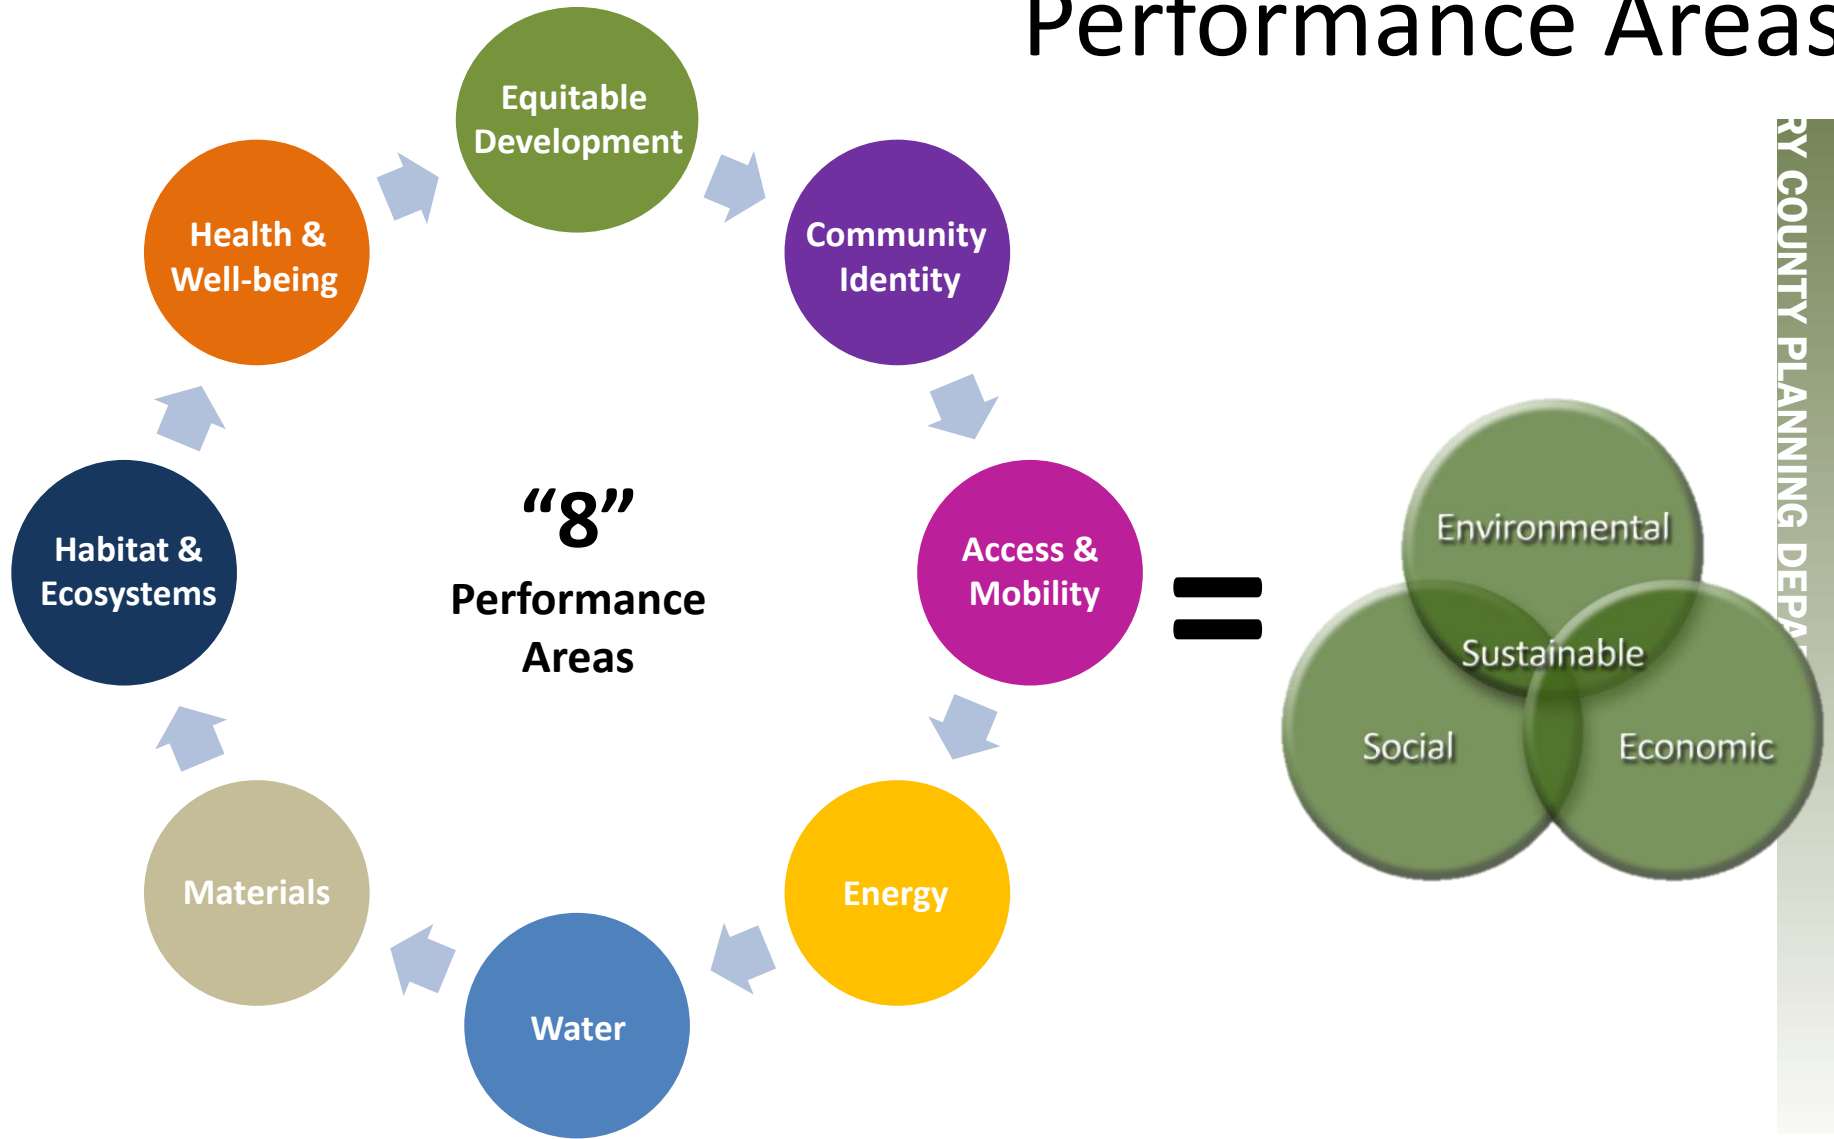 Performance Areas
Equitable
Development
Health &
Well-being
Community
Identity
“8”
Performance
Areas
Habitat &
Ecosystems
Access &
Mobility
=
Materials
Energy
Water
Environmental
Sustainable
Social
Economic
RY COUNTY PLANNING DEPA